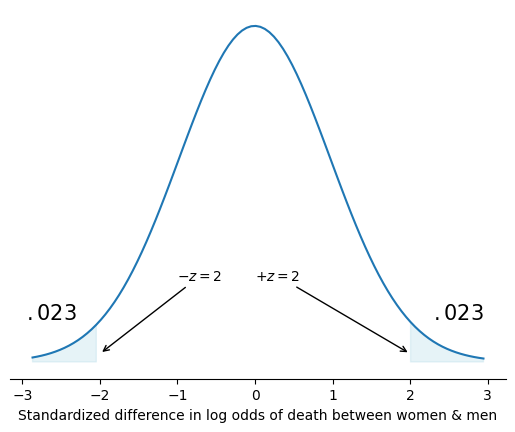 −z = 2
+z = 2
.023
.023
−3 −2 −1 0 1 2 3
Standardized difference in log odds of death between women & men